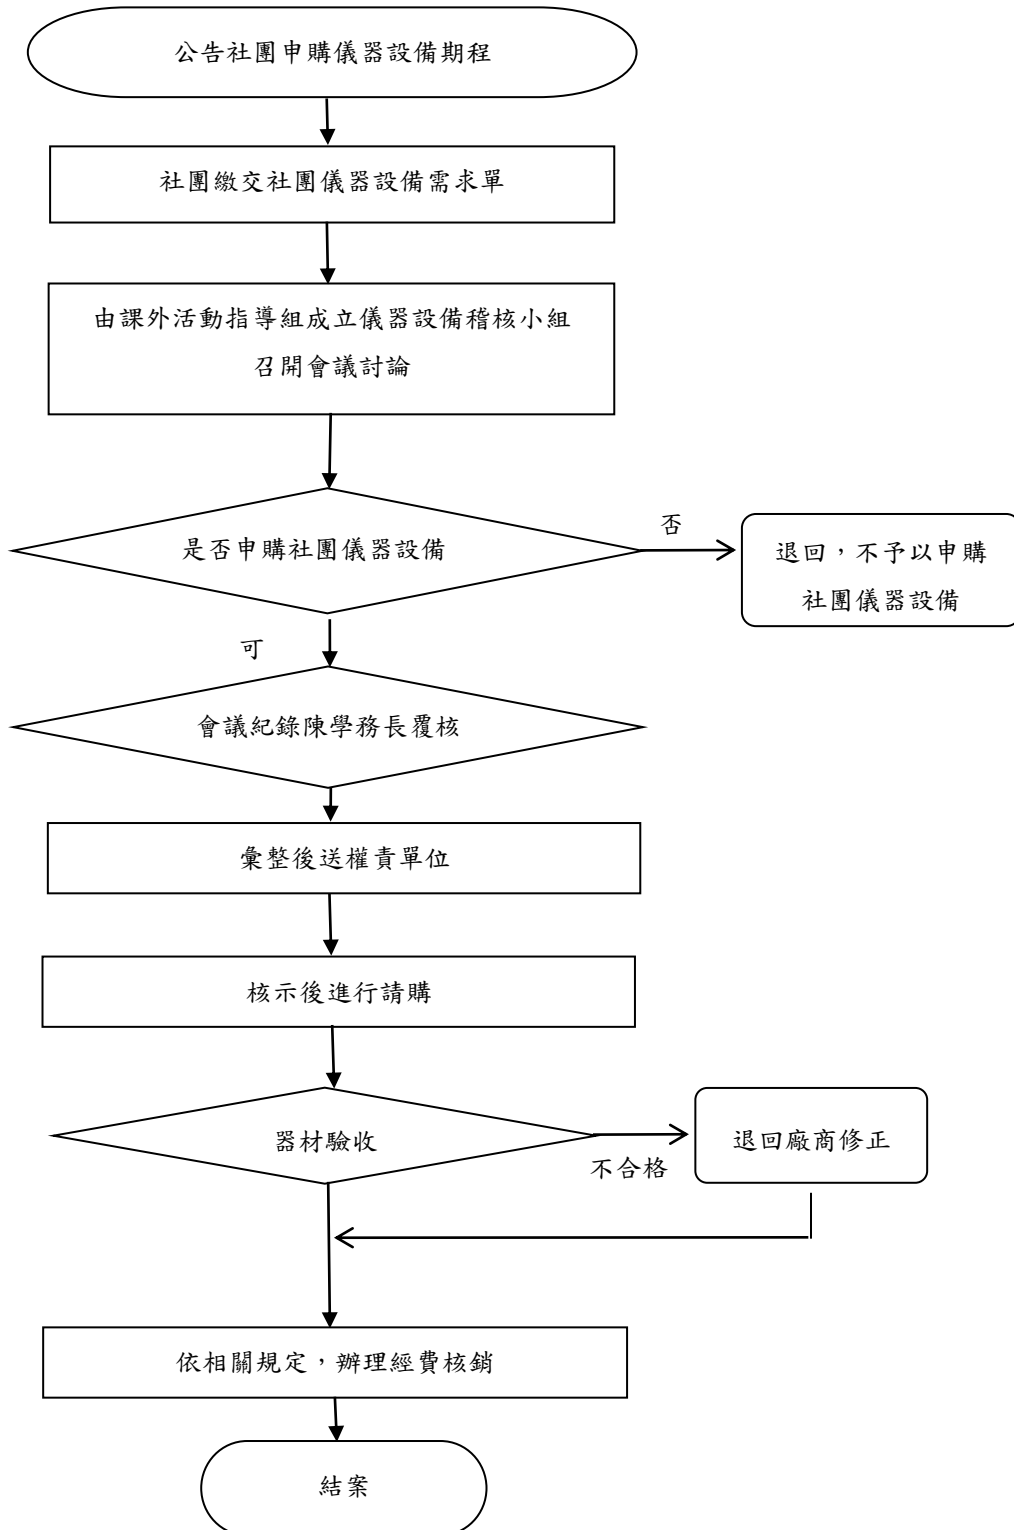 公告社團申購儀器設備期程
社團繳交社團儀器設備需求單
由課外活動指導組成立儀器設備稽核小組
召開會議討論
是否申購社團儀器設備
否
退回，不予以申購
社團儀器設備
可
會議紀錄陳學務長覆核
彙整後送權責單位
核示後進行請購
器材驗收
不合格
退回廠商修正
依相關規定，辦理經費核銷
結案